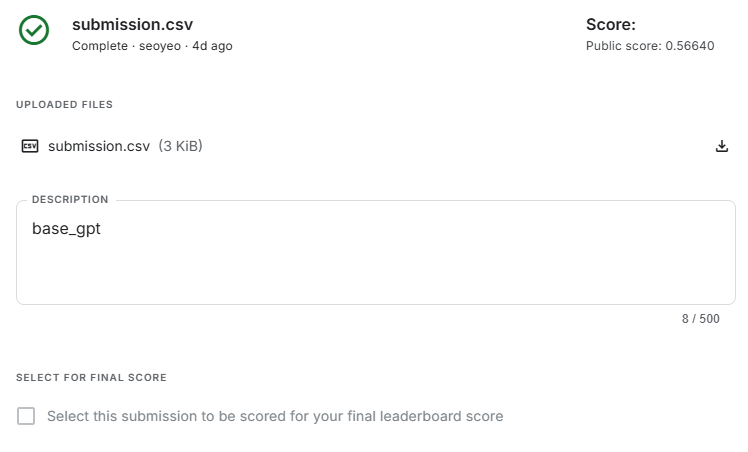 submission.csv
Complete · seoyeo · 4d ago
Score:
Public score: 0.56640
UPLOADED FILES
CSV submission.csv (3 KiB)
DESCRIPTION
base_gpt
8 / 500
SELECT FOR FINAL SCORE
Select this submission to be scored for your final leaderboard score